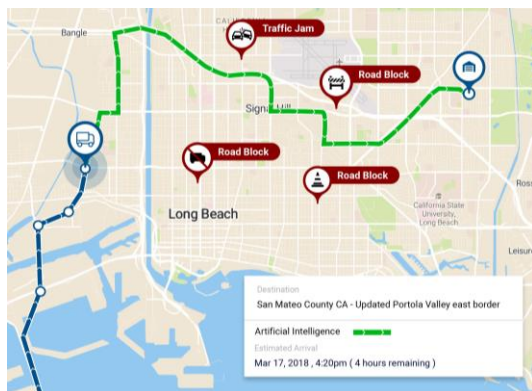 Bangle
Traffic Jam
Road Block
Signal Hill
Road Block
Road Block
Long Beach
California State
University,
Long Beach
Destination
San Mateo County CA - Updated Portola Valley east border
Artificial Intelligence
Estimated Arrival
Mar 17, 2018 , 4:20pm ( 4 hours remaining )